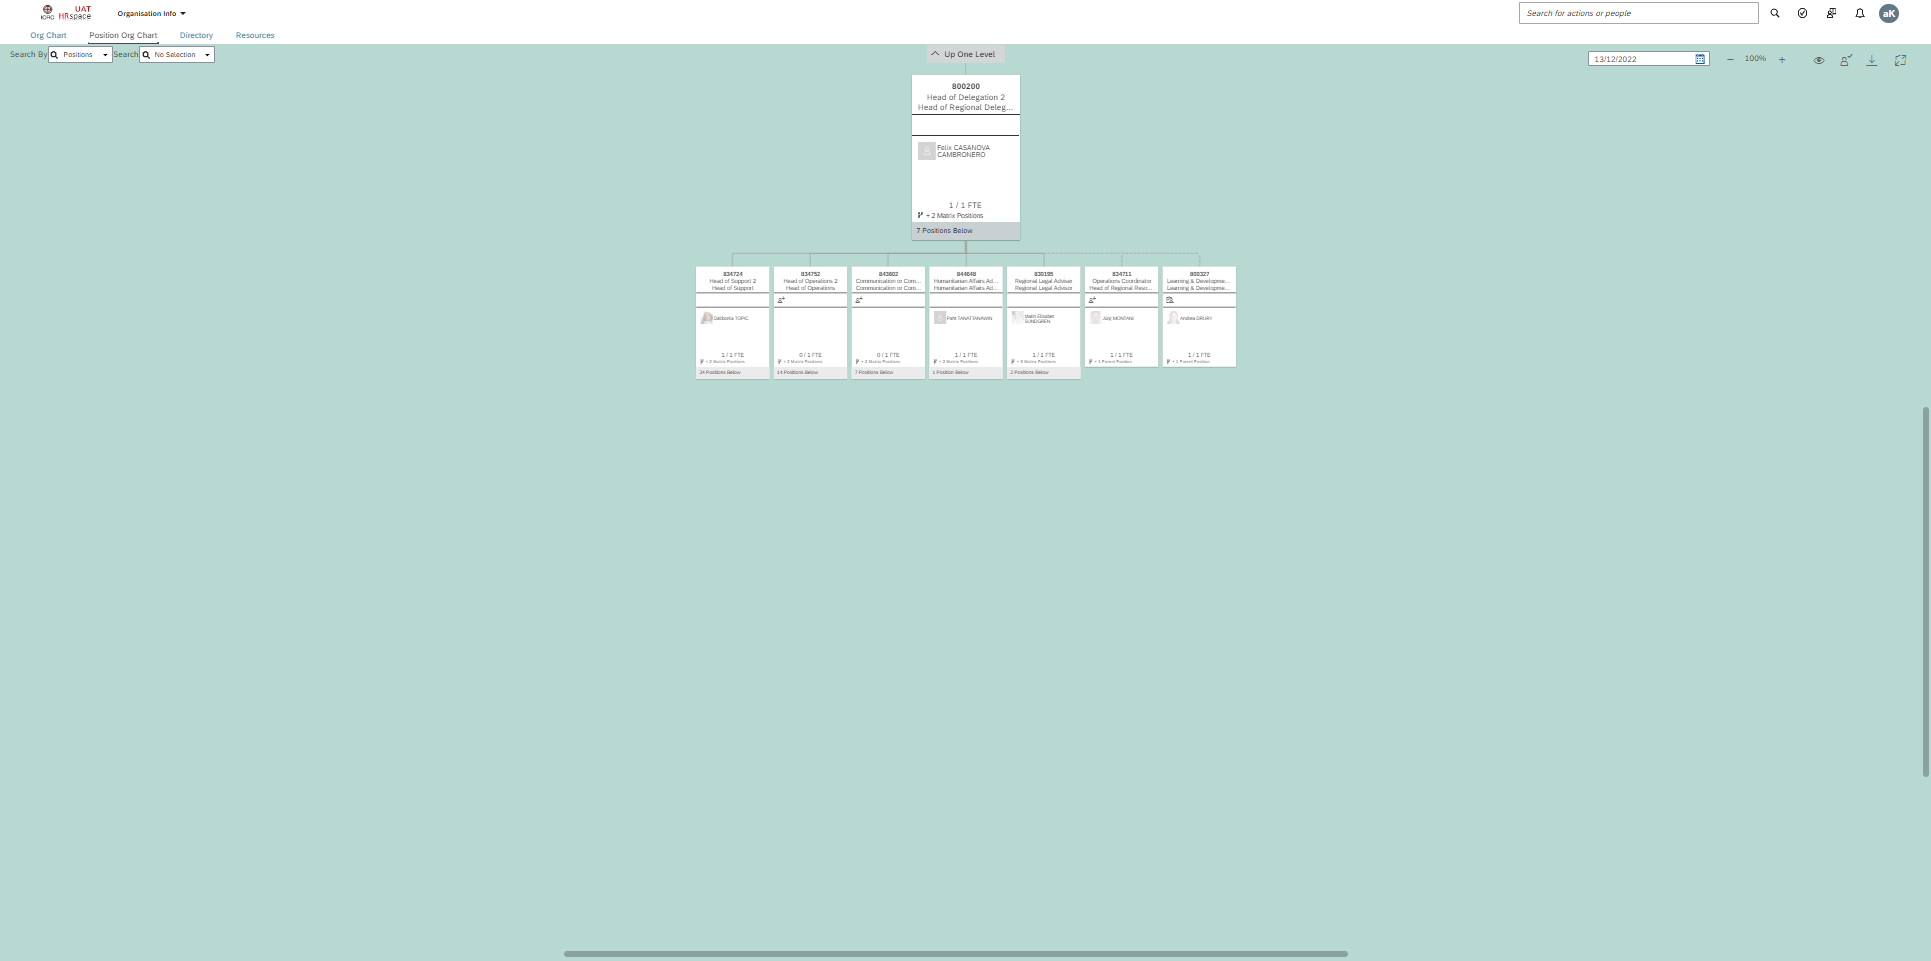 ICRC
UAT
HRspace
Organisation Info
Search for actions or people
aK
Org Chart
Position Org Chart
Directory
Resources
Search By
Positions
Search
No Selection
Up One Level
13/12/2022
100%
800200
Head of Delegation 2
Head of Regional Deleg...
Felix CASANOVA
CAMBRONERO
1 / 1 FTE
+ 2 Matrix Positions
7 Positions Below
834724
Head of Support 2
Head of Support
Daliborka TOPIC
1 / 1 FTE
+ 2 Matrix Positions
34 Positions Below
834752
Head of Operations 2
Head of Operations
0 / 1 FTE
+ 2 Matrix Positions
14 Positions Below
843602
Communication or Com...
Communication or Com...
0 / 1 FTE
+ 2 Matrix Positions
7 Positions Below
844648
Humanitarian Affairs Ad...
Humanitarian Affairs Ad...
TANATTANAWIN
1 / 1 FTE
+ 2 Matrix Positions
1 Position Below
830195
Regional Legal Adviser
Regional Legal Advisor
Malin Elisabet
SUNDGREN
1 / 1 FTE
Matrix Positions
2 Positions Below
834711
Operations Coordinator
Head of Regional Reso...
Jürg MONTANI
1 / 1 FTE
+ 1 Parent Position
800327
Learning & Developme...
Learning & Developme...
Andrea DRURY
1 / 1 FTE
+ 1 Parent Position